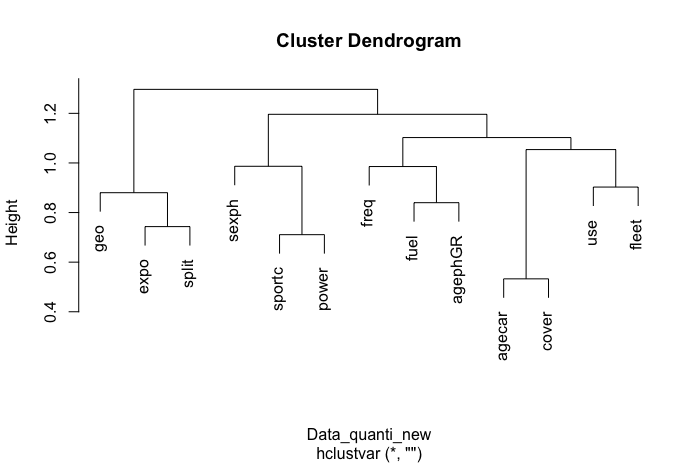 Cluster Dendrogram
Height
1.2
1.0
0.8
0.6
0.4
geo
expo
split
sexph
sportc
power
freq
fuel
agephGR
agecar
cover
use
fleet
Data_quanti_new
hclustvar (*, "")